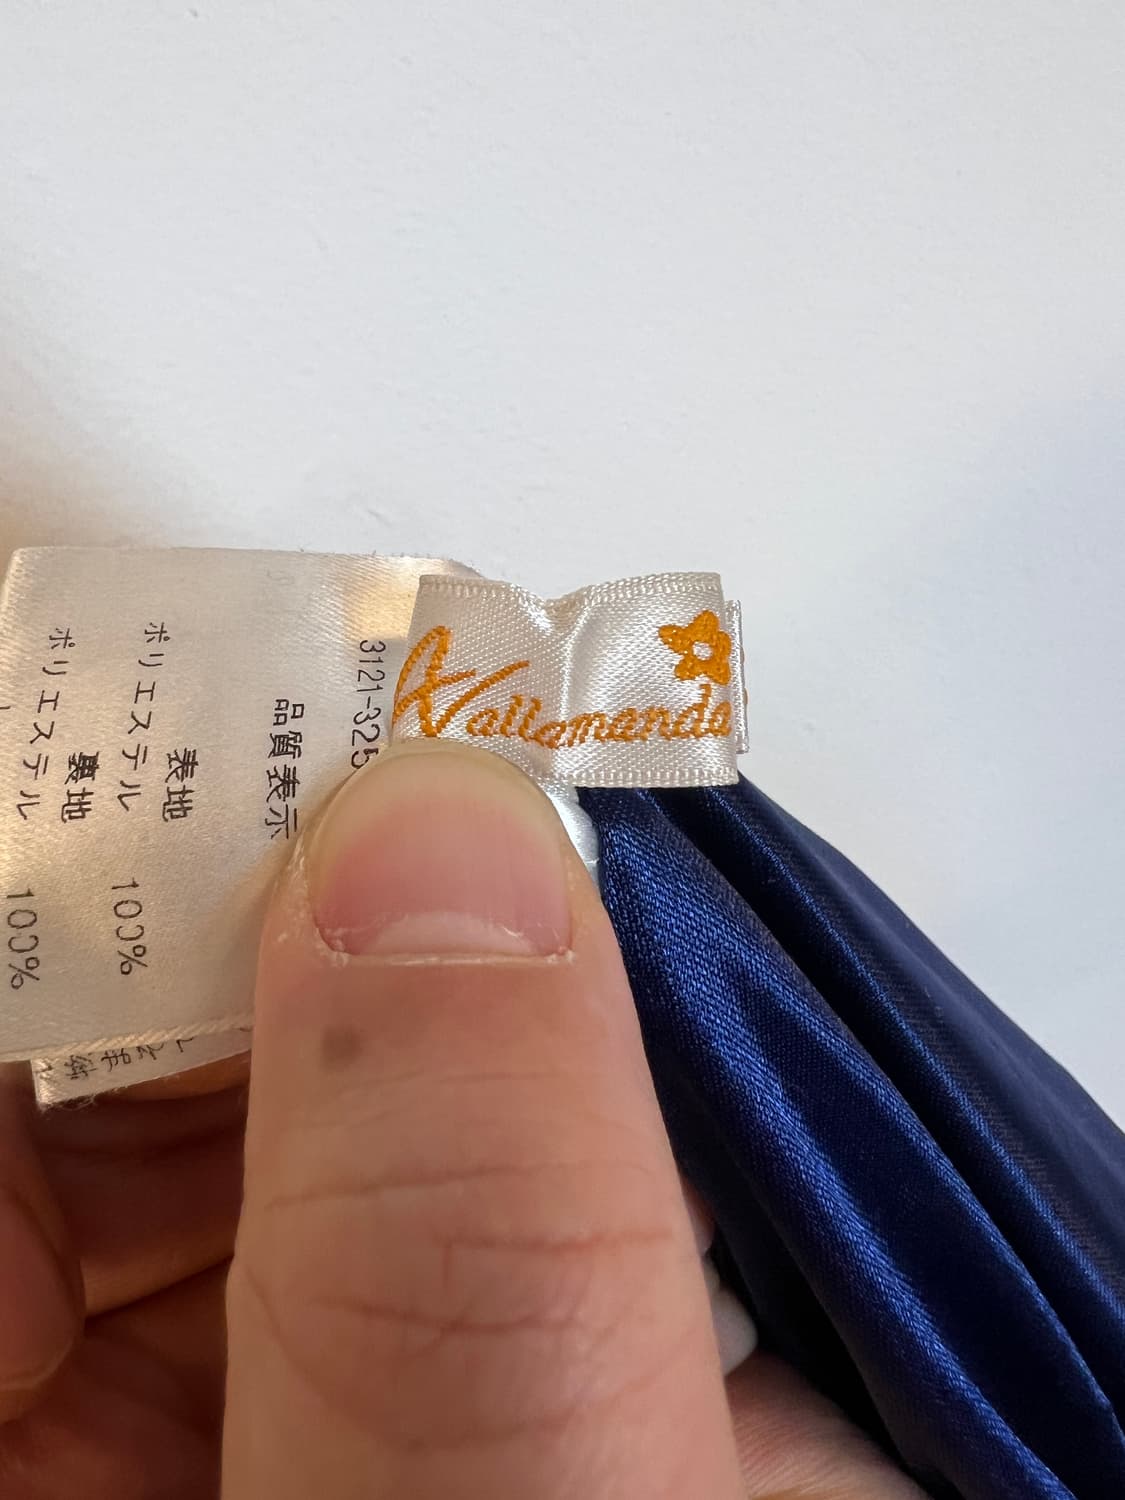 Allamanda
3121-325
品質表示
表地
ポリエステル 100%
裏地
ポリエステル 100%